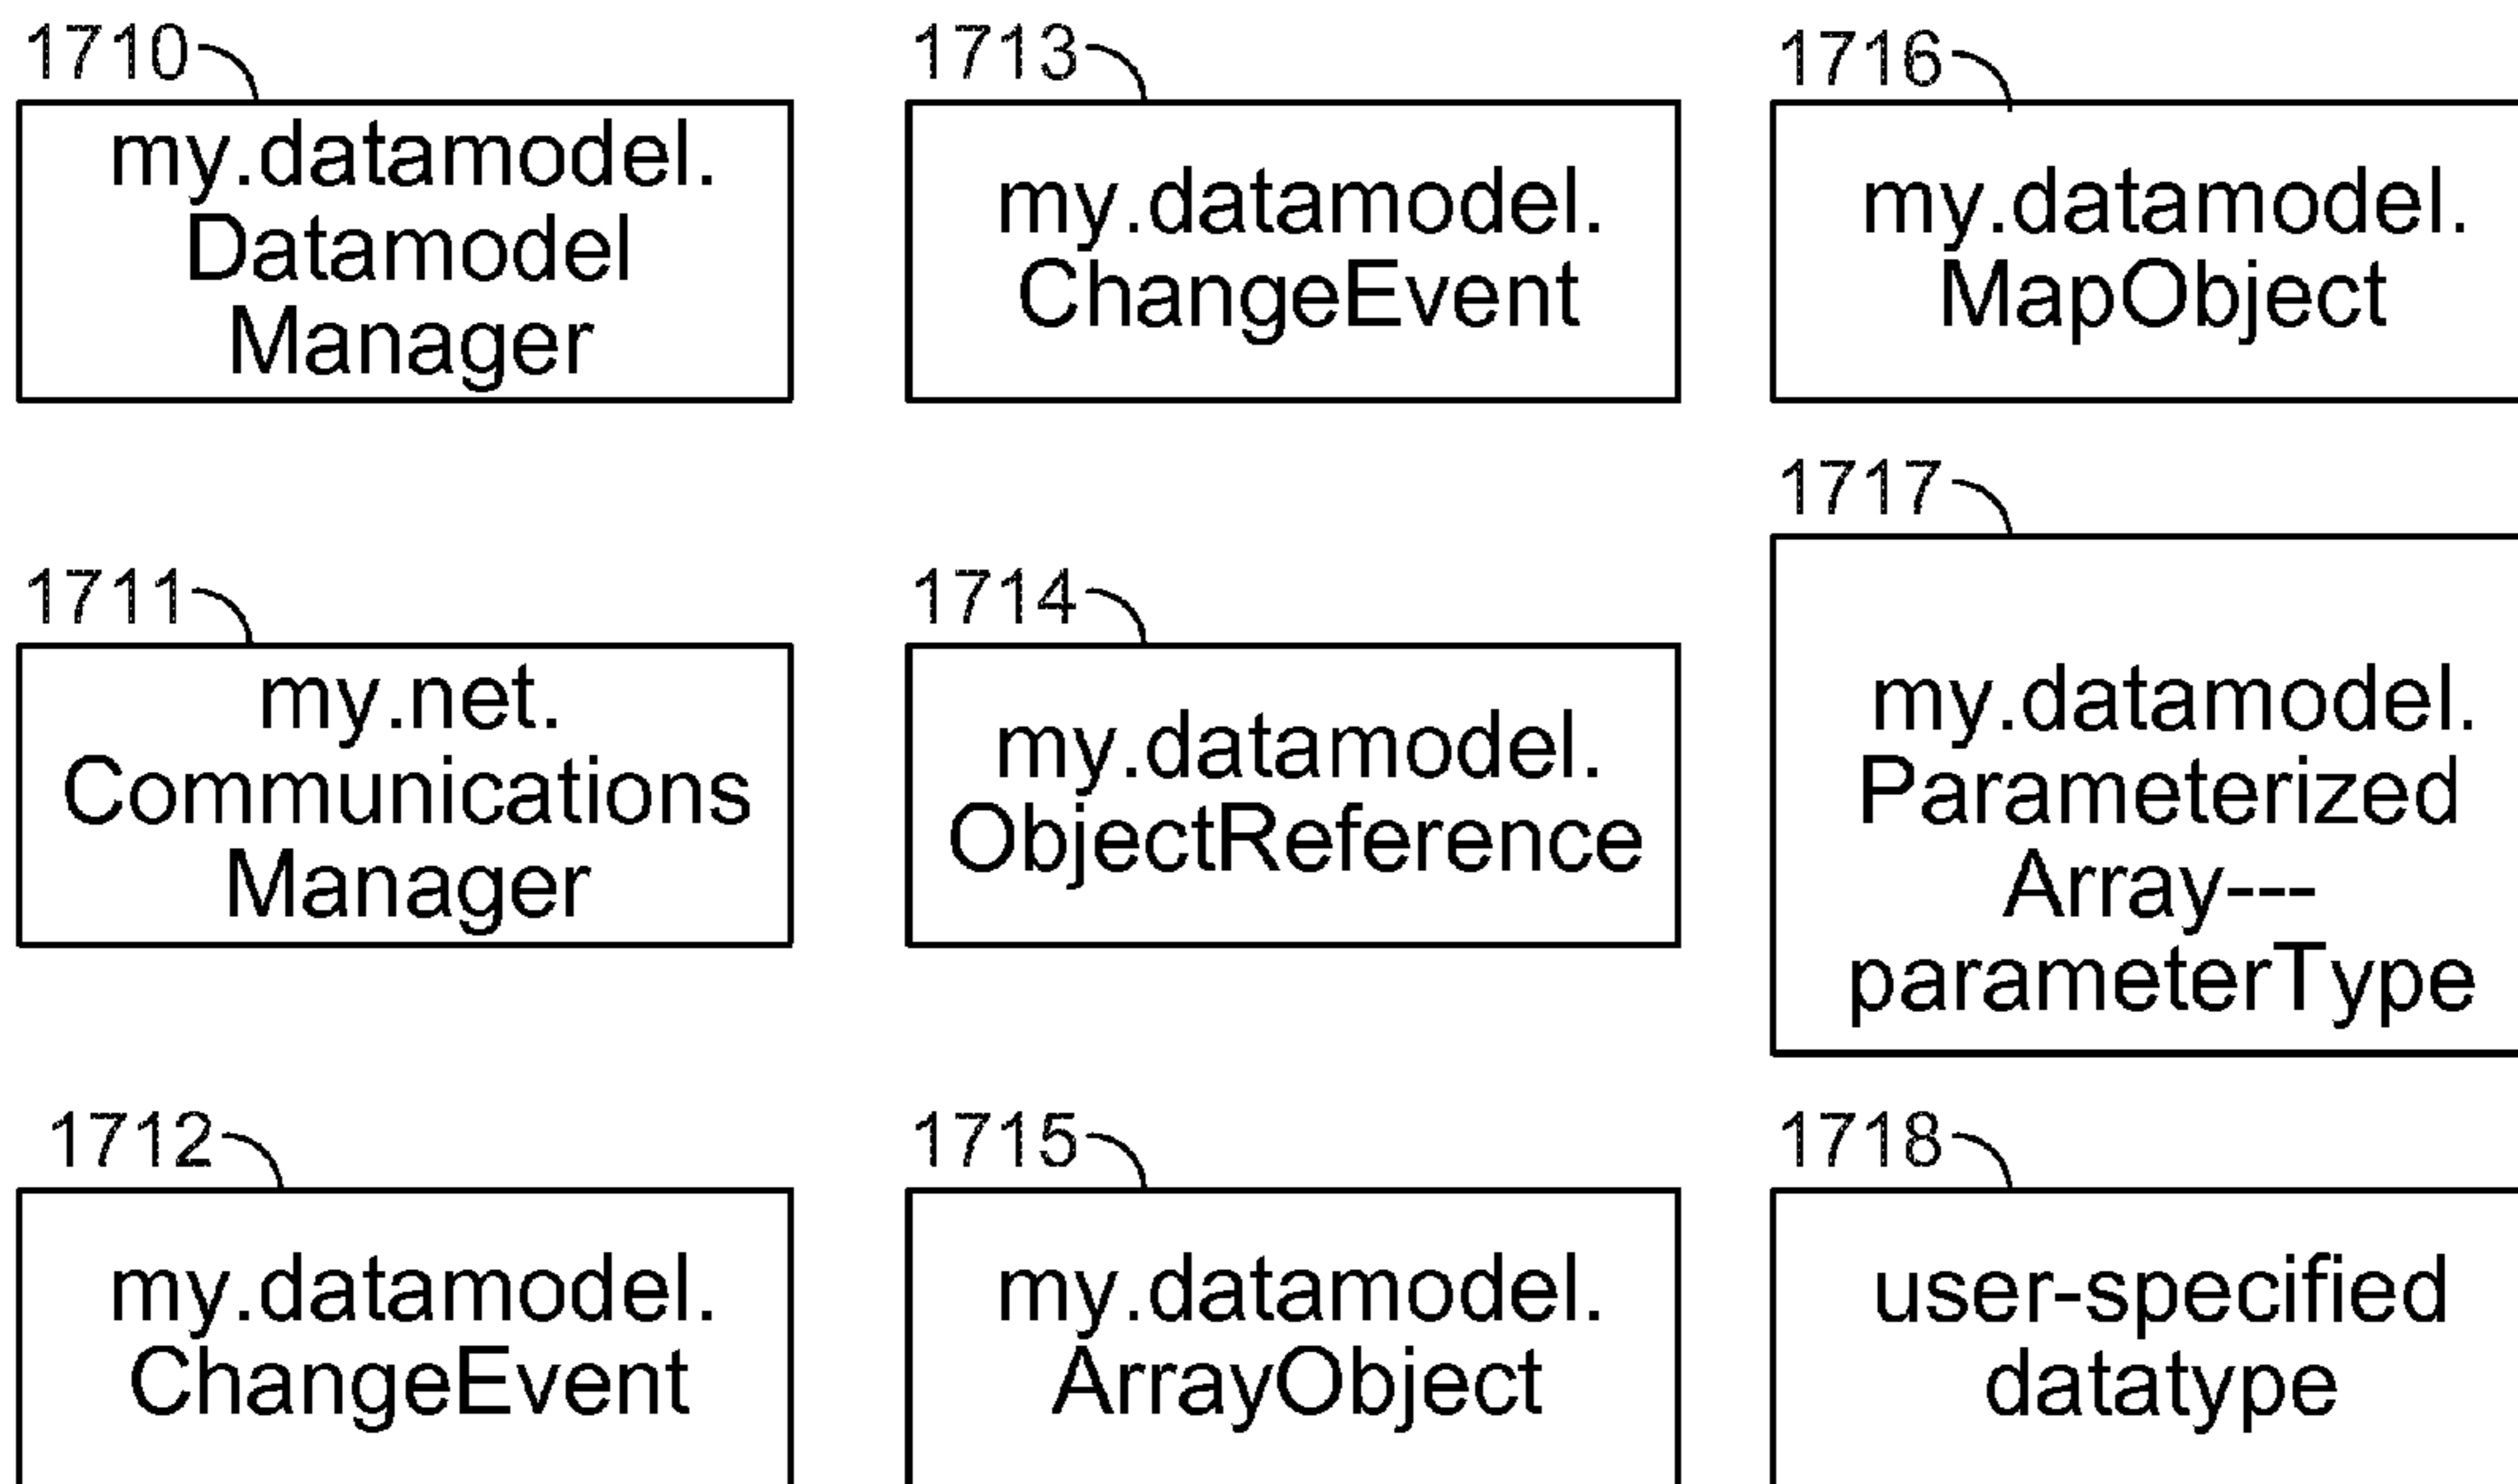 1710
my.datamodel.
Datamodel
Manager
1713
my.datamodel.
ChangeEvent
1716
my.datamodel.
MapObject
1711
my.net.
Communications
Manager
1714
my.datamodel.
ObjectReference
1717
my.datamodel.
Parameterized
Array---
parameterType
1712
my.datamodel.
ChangeEvent
1715
my.datamodel.
ArrayObject
1718
user-specified
datatype